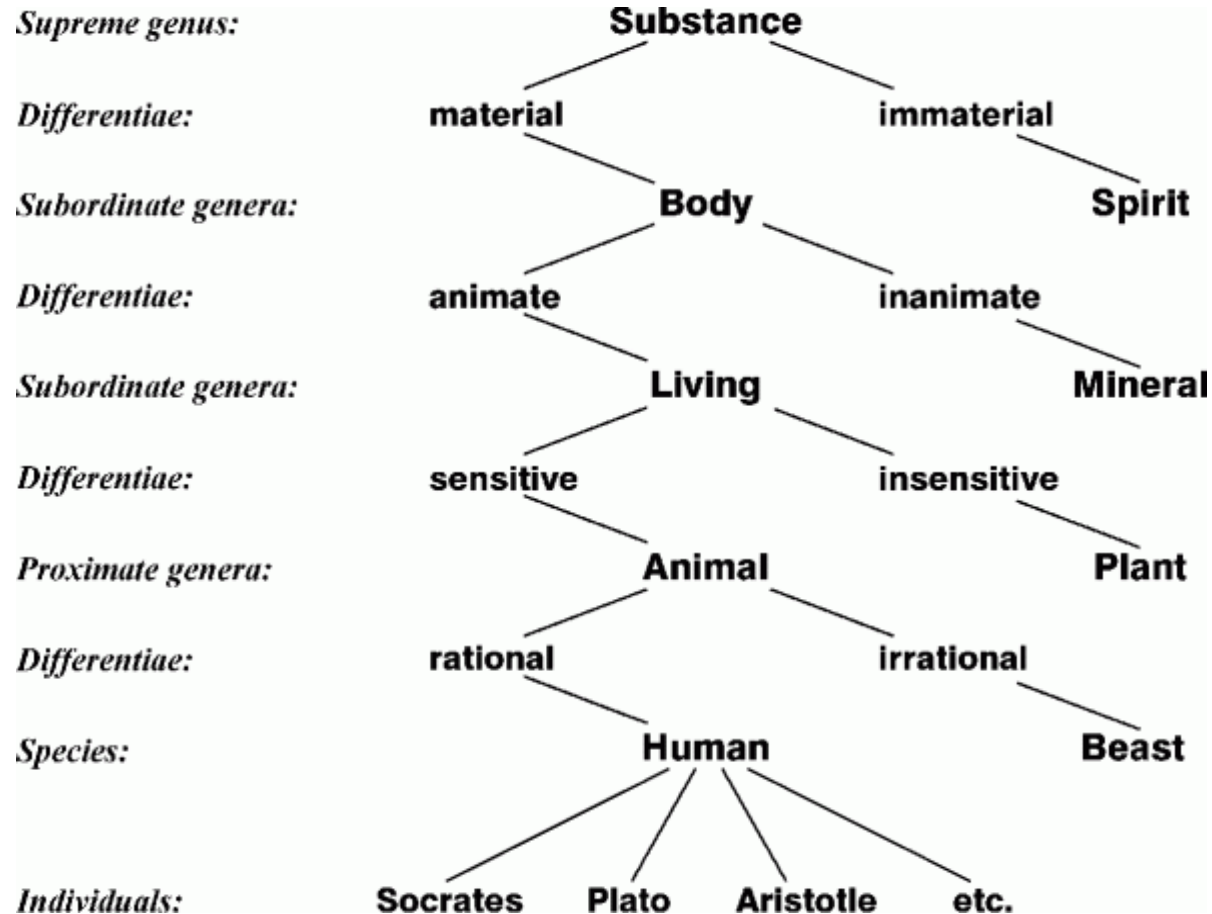 Supreme genus: Substance
Differentiae: material immaterial
Subordinate genera: Body Spirit
Differentiae: animate inanimate
Subordinate genera: Living Mineral
Differentiae: sensitive insensitive
Proximate genera: Animal Plant
Differentiae: rational irrational
Species: Human Beast
Individuals: Socrates Plato Aristotle etc.